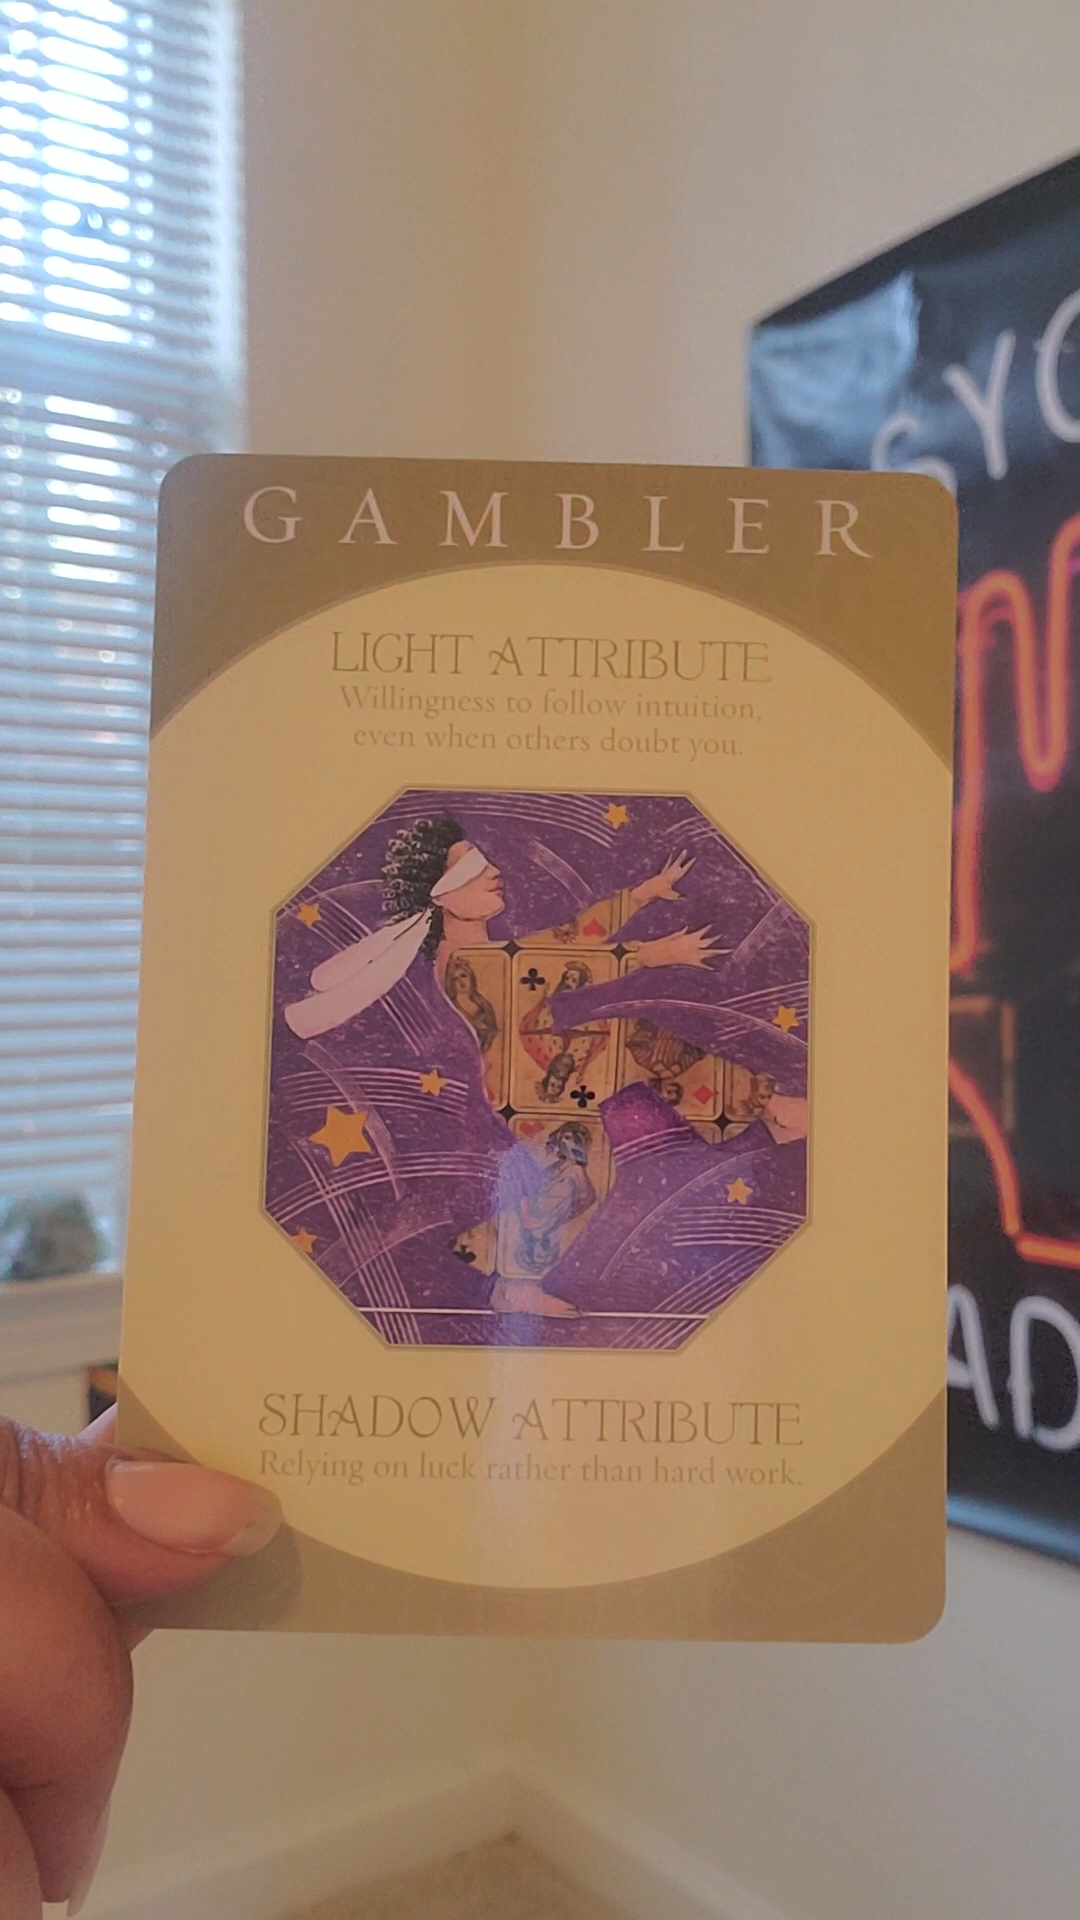 GAMBLER
LIGHT ATTRIBUTE
Willingness to follow intuition,
even when others doubt you.
SHADOW ATTRIBUTE
Relying on luck rather than hard work.